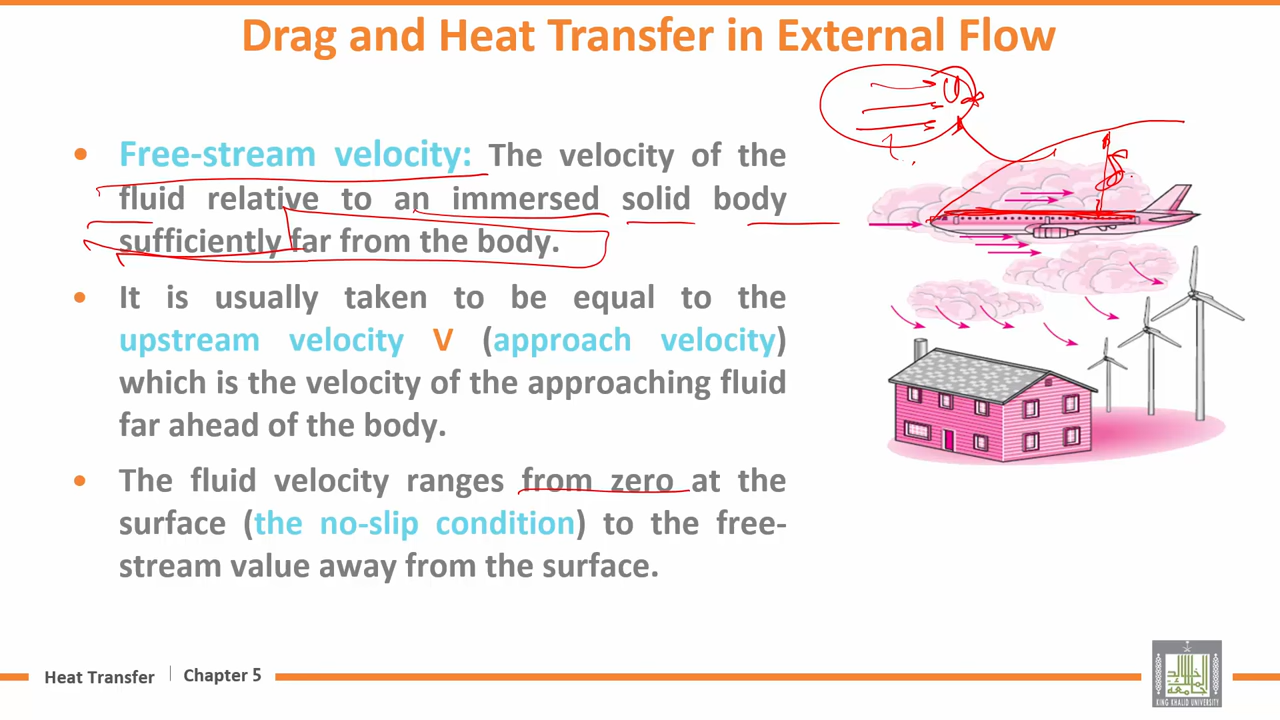 Drag and Heat Transfer in External Flow
• Free-stream velocity: The velocity of the
fluid relative to an immersed solid body
sufficiently far from the body.
• It is usually taken to be equal to the
upstream velocity V (approach velocity)
which is the velocity of the approaching fluid
far ahead of the body.
• The fluid velocity ranges from zero at the
surface (the no-slip condition) to the free-
stream value away from the surface.
δ
Heat Transfer | Chapter 5
KING KHALID UNIVERSITY